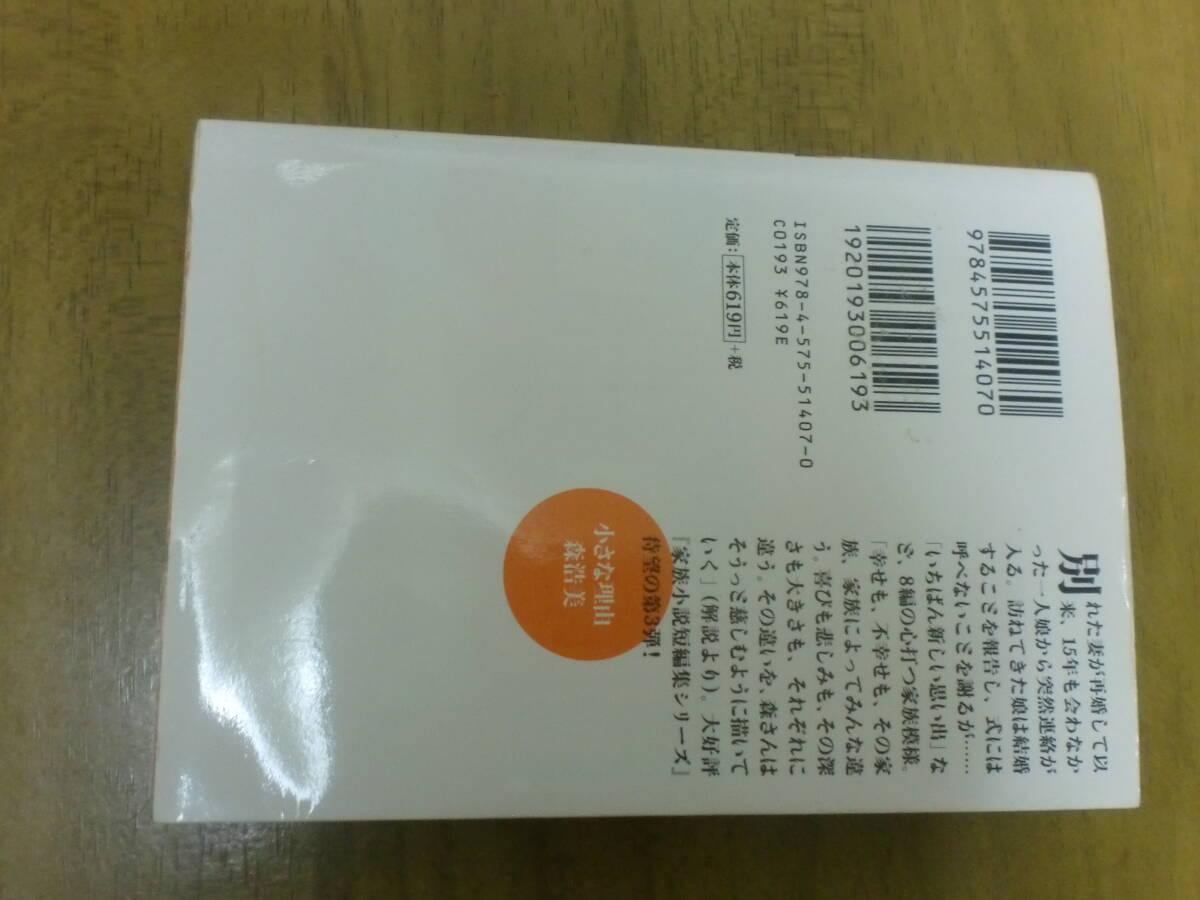 9784575514070
1920193006193
ISBN978-4-575-51407-0
C0193 ¥619E
定価：本体619円+税
別れた妻が再婚して以
来、15年も会わなか
った一人娘から突然連絡が
入る。訪ねてきた娘は結婚
することを報告し、式には
呼べないことを謝るが……
「いちばん新しい思い出」な
ど、8編の心打つ家族模様。
「幸せも、不幸せも、その家
族、家族によってみんな違
う。喜びも悲しみも、その深
さも大きさも、それぞれに
違う。その違いを、森さんは
そうっと慈しむように描いて
いく」（解説より）。大好評
『家族小説短編集シリーズ』
待望の第3弾！
小さな理由
森浩美